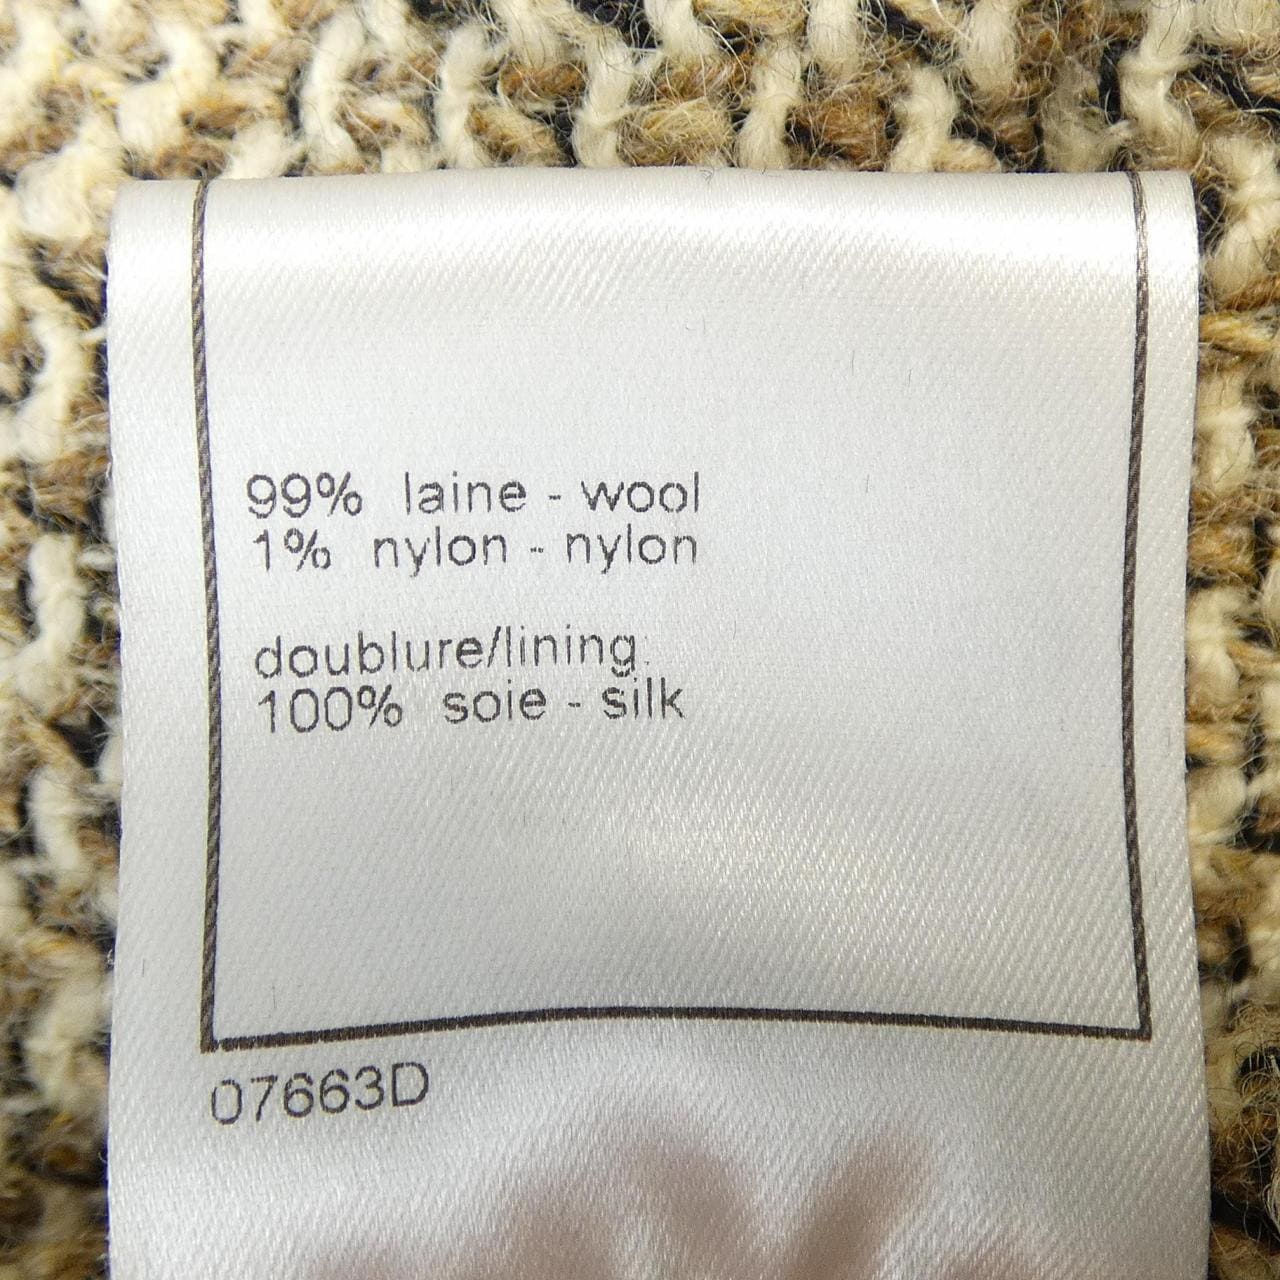 99% laine - wool
1% nylon - nylon
doublure/lining:
100% soie - silk
07663D